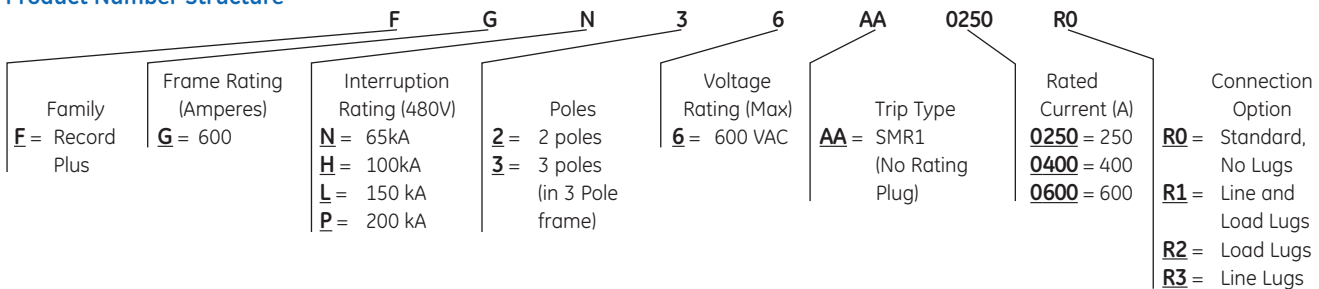 Product Number Structure
F G N 3 6 AA 0250 R0
Family
F = Record
Plus
Frame Rating
(Amperes)
G = 600
Interruption
Rating (480V)
N = 65kA
H = 100kA
L = 150 kA
P = 200 kA
Poles
2 = 2 poles
3 = 3 poles
(in 3 Pole
frame)
Voltage
Rating (Max)
6 = 600 VAC
Trip Type
AA = SMR1
(No Rating
Plug)
Rated
Current (A)
0250 = 250
0400 = 400
0600 = 600
Connection
Option
R0 = Standard,
No Lugs
R1 = Line and
Load Lugs
R2 = Load Lugs
R3 = Line Lugs